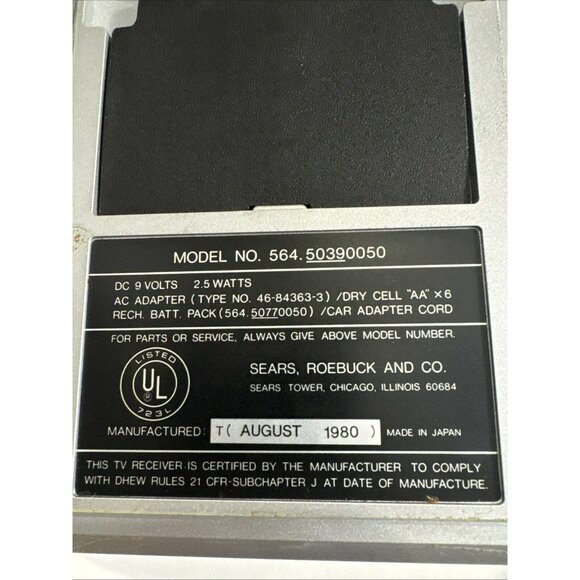 MODEL NO. 564.50390050
DC 9 VOLTS 2.5 WATTS
AC ADAPTER (TYPE NO. 46-84363-3) /DRY CELL "AA" × 6
RECH. BATT. PACK (564.50770050) /CAR ADAPTER CORD
FOR PARTS OR SERVICE, ALWAYS GIVE ABOVE MODEL NUMBER.
LISTED
UL
®
723L
SEARS, ROEBUCK AND CO.
SEARS TOWER, CHICAGO, ILLINOIS 60684
MANUFACTURED: T ( AUGUST 1980 ) MADE IN JAPAN
THIS TV RECEIVER IS CERTIFIED BY THE MANUFACTURER TO COMPLY
WITH DHEW RULES 21 CFR-SUBCHAPTER J AT DATE OF MANUFACTURE.